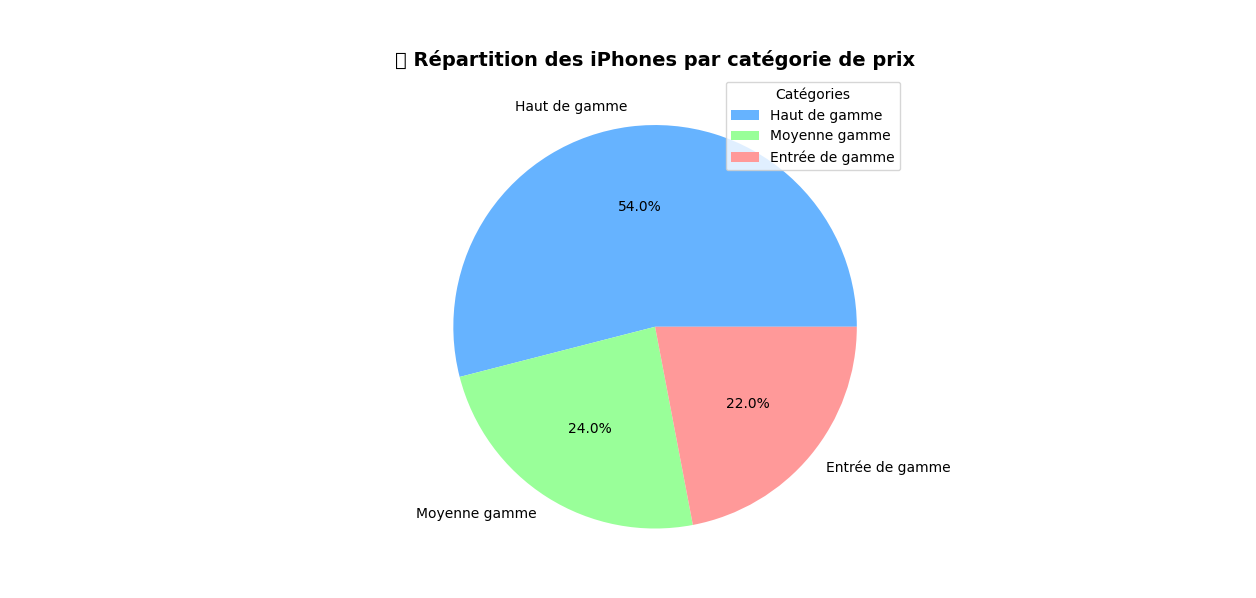 Répartition des iPhones par catégorie de prix
Haut de gamme
Catégories
Haut de gamme
Moyenne gamme
Entrée de gamme
54.0%
22.0%
24.0%
Entrée de gamme
Moyenne gamme